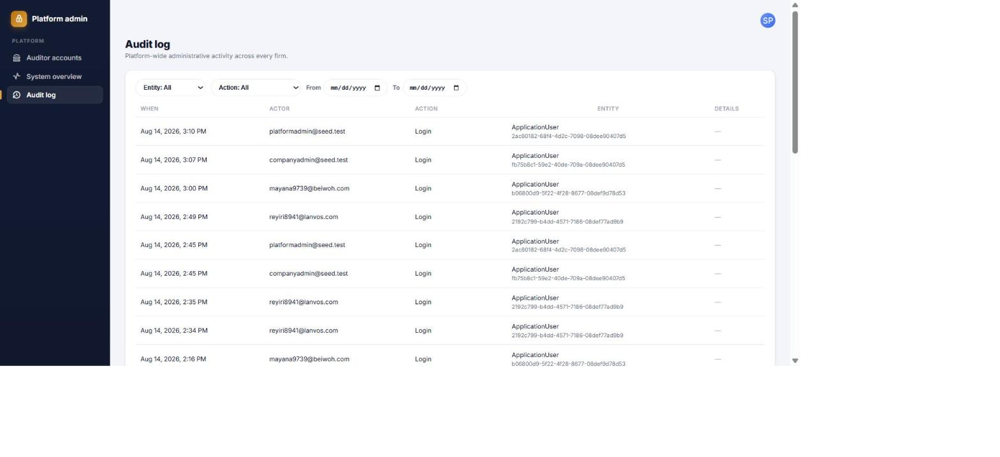 Platform admin
PLATFORM
Auditor accounts
System overview
Audit log
SP
Audit log
Platform-wide administrative activity across every firm.
Entity: All Action: All From mm/dd/yyyy To mm/dd/yyyy
WHEN ACTOR ACTION ENTITY DETAILS
Aug 14, 2026, 3:10 PM platformadmin@seed.test Login ApplicationUser —
2ac80182-68f4-4d2c-7098-08dee90407d5
Aug 14, 2026, 3:07 PM companyadmin@seed.test Login ApplicationUser —
fb75b8c1-59e2-40de-709a-08dee90407d5
Aug 14, 2026, 3:00 PM mayana9739@beiwoh.com Login ApplicationUser —
b06800d9-5f22-4f28-8677-08def9d78d53
Aug 14, 2026, 2:49 PM reyiri8941@lanvos.com Login ApplicationUser —
2192c799-b4dd-4571-7186-08def77ad9b9
Aug 14, 2026, 2:45 PM platformadmin@seed.test Login ApplicationUser —
2ac80182-68f4-4d2c-7098-08dee90407d5
Aug 14, 2026, 2:45 PM companyadmin@seed.test Login ApplicationUser —
fb75b8c1-59e2-40de-709a-08dee90407d5
Aug 14, 2026, 2:35 PM reyiri8941@lanvos.com Login ApplicationUser —
2192c799-b4dd-4571-7186-08def77ad9b9
Aug 14, 2026, 2:34 PM reyiri8941@lanvos.com Login ApplicationUser —
2192c799-b4dd-4571-7186-08def77ad9b9
Aug 14, 2026, 2:16 PM mayana9739@beiwoh.com Login ApplicationUser —
b06800d9-5f22-4f28-8677-08def9d78d53